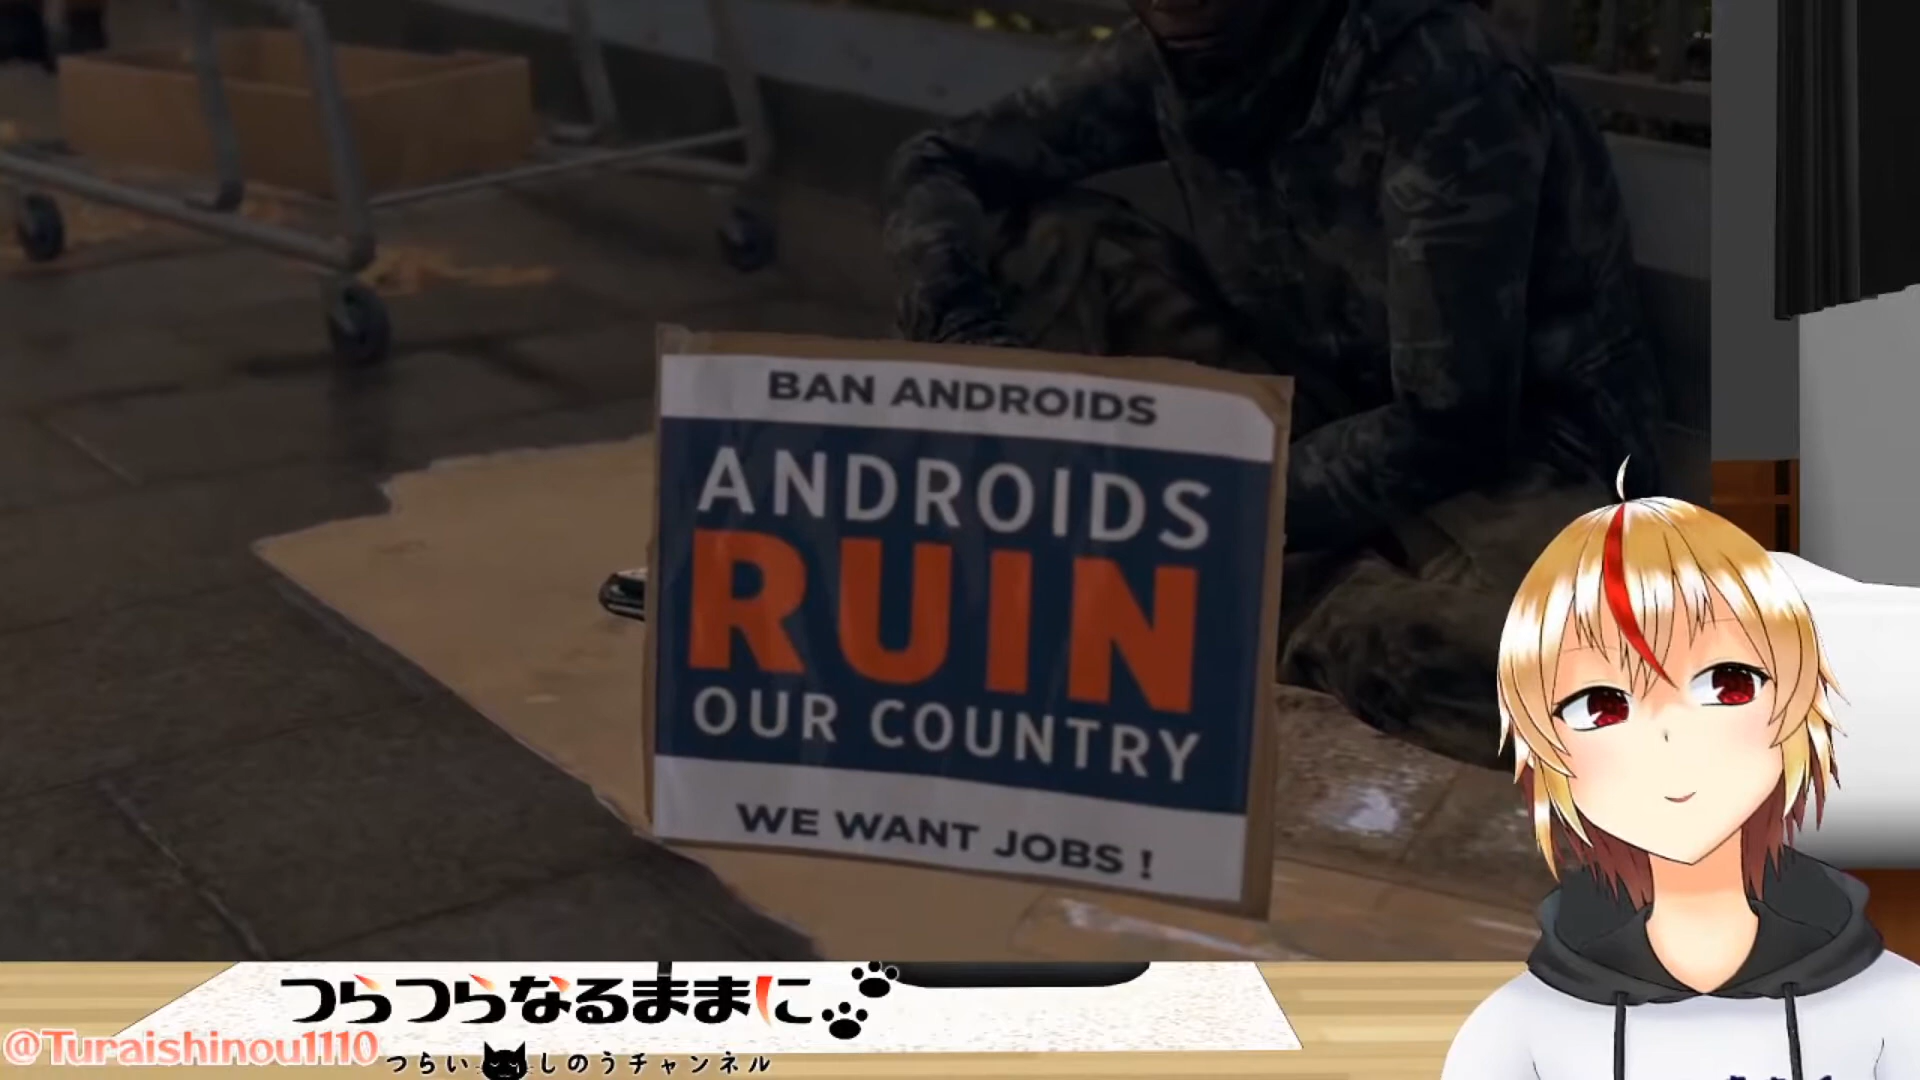 BAN ANDROIDS
ANDROIDS
RUIN
OUR COUNTRY
WE WANT JOBS !
つらつらなるままに
@Turaishinou1110
つらい しのうチャンネル